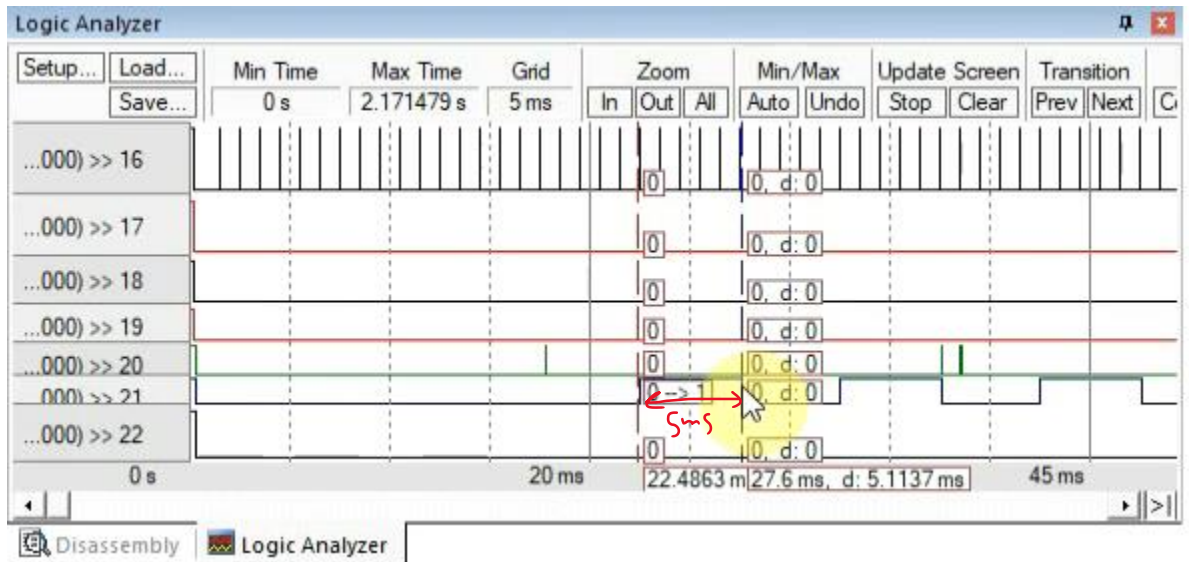 Logic Analyzer
Setup... Load... Min Time Max Time Grid Zoom Min/Max Update Screen Transition
Save... 0 s 2.171479 s 5 ms In Out All Auto Undo Stop Clear Prev Next
...000) >> 16
0 0, d: 0
...000) >> 17
0 0, d: 0
...000) >> 18
0 0, d: 0
...000) >> 19
0 0, d: 0
...000) >> 20
0 0, d: 0
...000) >> 21
0 --> 1 0, d: 0
5ms
...000) >> 22
0 0, d: 0
0 s 20 ms 22.4863 m 27.6 ms, d: 5.1137 ms 45 ms
Disassembly Logic Analyzer